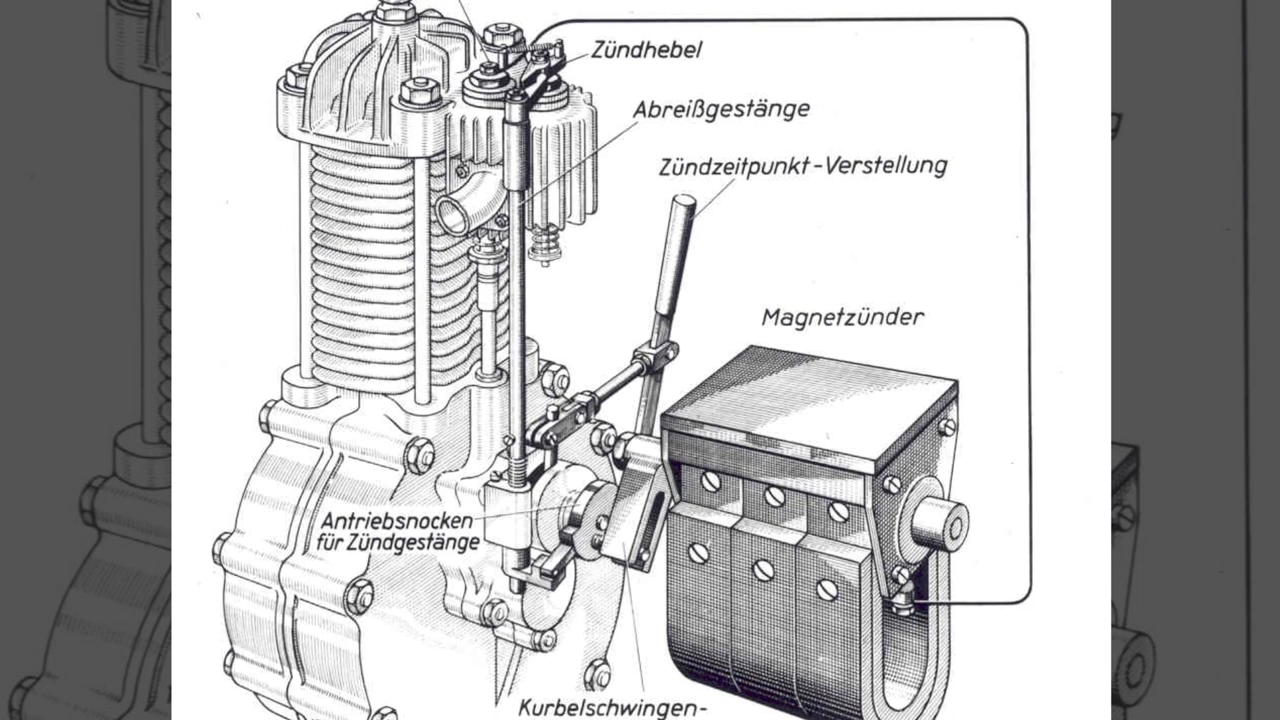 Zündhebel
Abreißgestänge
Zündzeitpunkt-Verstellung
Magnetzünder
Antriebsnocken
für Zündgestänge
Kurbelschwingen-